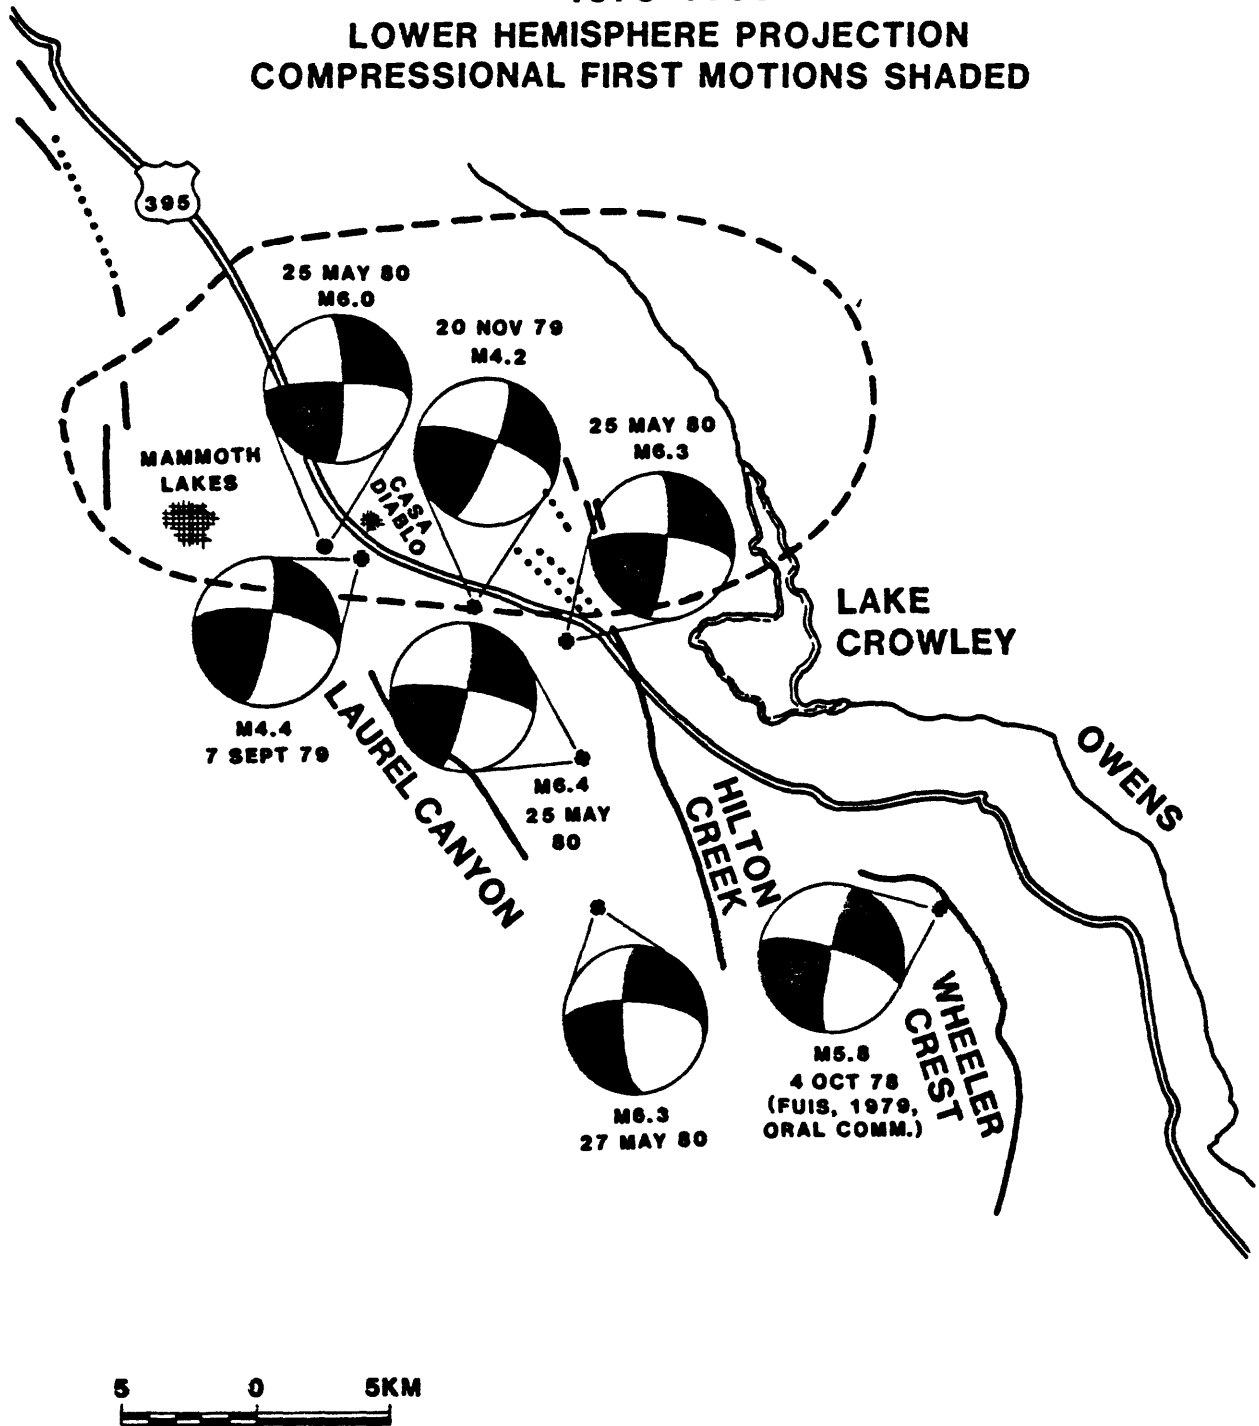 LOWER HEMISPHERE PROJECTION
COMPRESSIONAL FIRST MOTIONS SHADED
395
25 MAY 80
M6.0
20 NOV 79
M4.2
25 MAY 80
M6.3
MAMMOTH
LAKES
CASA
DIABLO
LAKE
CROWLEY
M4.4
7 SEPT 79
LAUREL CANYON
M6.4
25 MAY
80
HILTON
CREEK
OWENS
WHEELER
CREST
M5.8
4 OCT 78
(FUIS, 1979,
ORAL COMM.)
M6.3
27 MAY 80
5 0 5KM